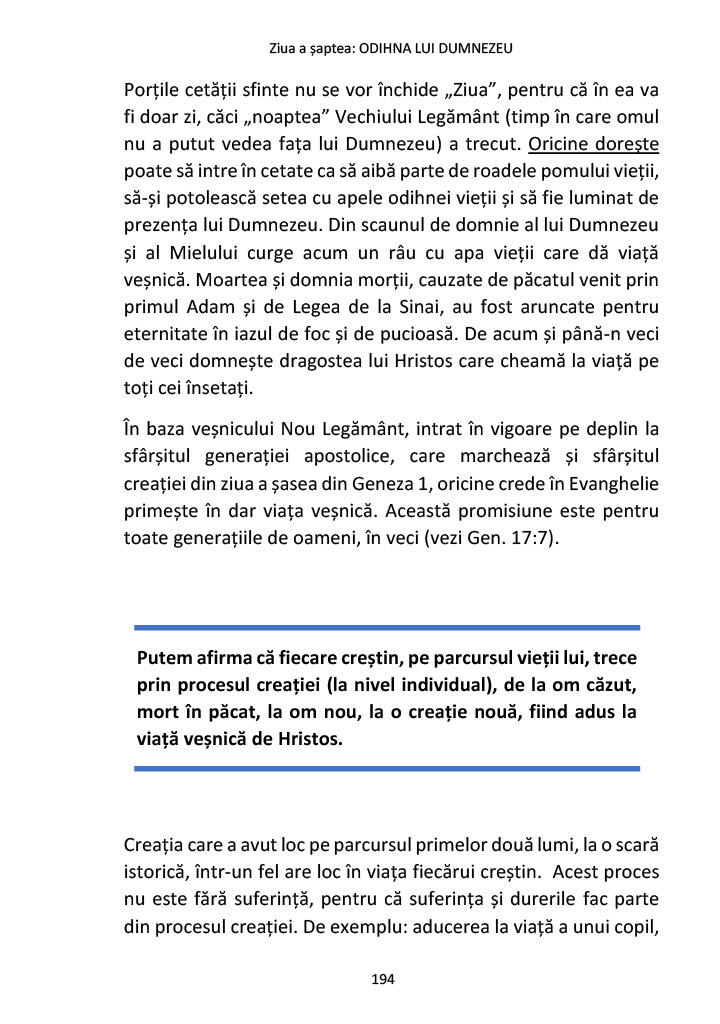 Ziua a șaptea: ODIHNA LUI DUMNEZEU
Porțile cetății sfinte nu se vor închide „Ziua”, pentru că în ea va
fi doar zi, căci „noaptea” Vechiului Legământ (timp în care omul
nu a putut vedea fața lui Dumnezeu) a trecut. Oricine dorește
poate să intre în cetate ca să aibă parte de roadele pomului vieții,
să-și potolească setea cu apele odihnei vieții și să fie luminat de
prezența lui Dumnezeu. Din scaunul de domnie al lui Dumnezeu
și al Mielului curge acum un râu cu apa vieții care dă viață
veșnică. Moartea și domnia morții, cauzate de păcatul venit prin
primul Adam și de Legea de la Sinai, au fost aruncate pentru
eternitate în iazul de foc și de pucioasă. De acum și până-n veci
de veci domnește dragostea lui Hristos care cheamă la viață pe
toți cei însetați.
În baza veșnicului Nou Legământ, intrat în vigoare pe deplin la
sfârșitul generației apostolice, care marchează și sfârșitul
creației din ziua a șasea din Geneza 1, oricine crede în Evanghelie
primește în dar viața veșnică. Această promisiune este pentru
toate generațiile de oameni, în veci (vezi Gen. 17:7).
Putem afirma că fiecare creștin, pe parcursul vieții lui, trece
prin procesul creației (la nivel individual), de la om căzut,
mort în păcat, la om nou, la o creație nouă, fiind adus la
viață veșnică de Hristos.
Creația care a avut loc pe parcursul primelor două lumi, la o scară
istorică, într-un fel are loc în viața fiecărui creștin.  Acest proces
nu este fără suferință, pentru că suferința și durerile fac parte
din procesul creației. De exemplu: aducerea la viață a unui copil,
194